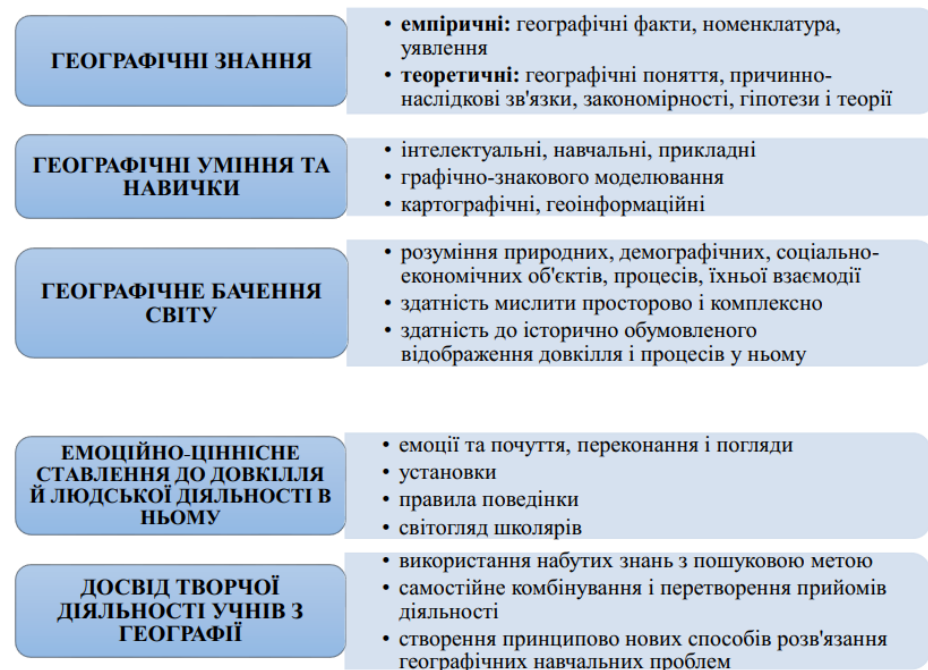 ГЕОГРАФІЧНІ ЗНАННЯ
• емпіричні: географічні факти, номенклатура,
уявлення
• теоретичні: географічні поняття, причинно-
наслідкові зв'язки, закономірності, гіпотези і теорії
ГЕОГРАФІЧНІ УМІННЯ ТА
НАВИЧКИ
• інтелектуальні, навчальні, прикладні
• графічно-знакового моделювання
• картографічні, геоінформаційні
ГЕОГРАФІЧНЕ БАЧЕННЯ
СВІТУ
• розуміння природних, демографічних, соціально-
економічних об'єктів, процесів, їхньої взаємодії
• здатність мислити просторово і комплексно
• здатність до історично обумовленого
відображення довкілля і процесів у ньому
ЕМОЦІЙНО-ЦІННІСНЕ
СТАВЛЕННЯ ДО ДОВКІЛЛЯ
Й ЛЮДСЬКОЇ ДІЯЛЬНОСТІ В
НЬОМУ
• емоції та почуття, переконання і погляди
• установки
• правила поведінки
• світогляд школярів
ДОСВІД ТВОРЧОЇ
ДІЯЛЬНОСТІ УЧНІВ З
ГЕОГРАФІЇ
• використання набутих знань з пошуковою метою
• самостійне комбінування і перетворення прийомів
діяльності
• створення принципово нових способів розв'язання
географічних навчальних проблем